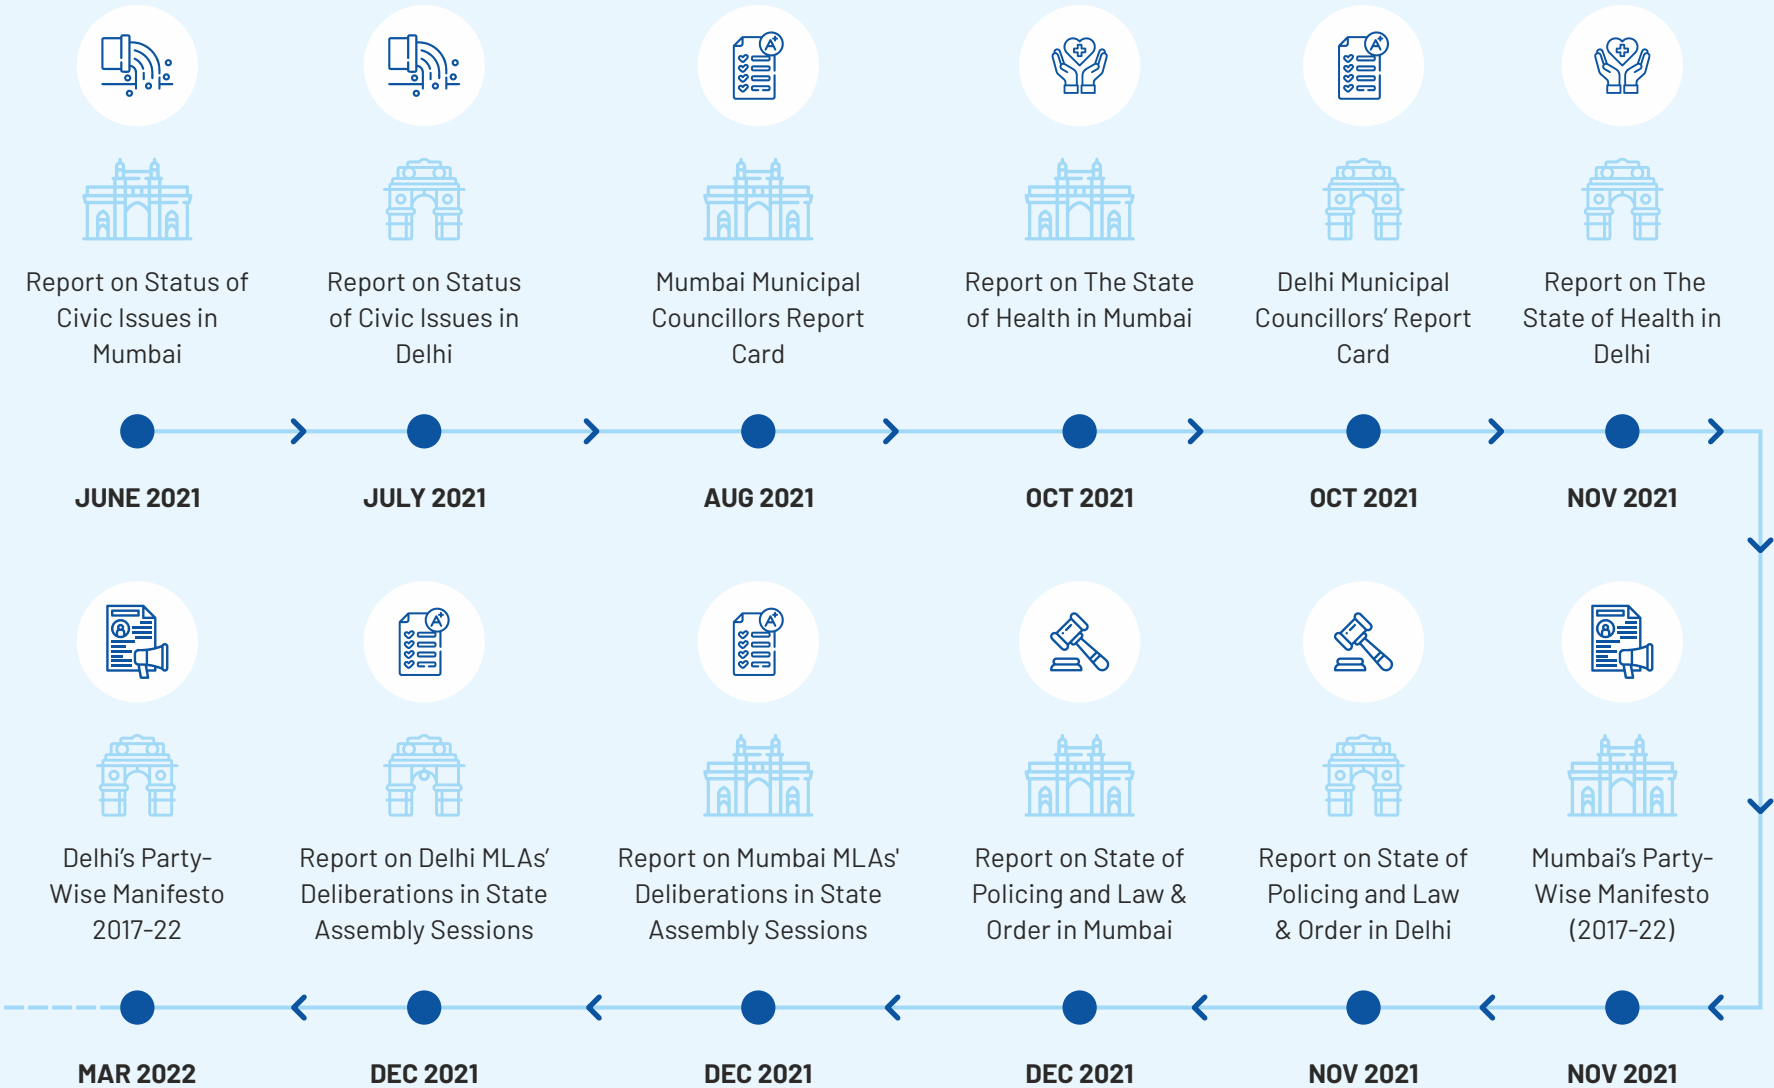 Report on Status of
Civic Issues in
Mumbai
JUNE 2021
Report on Status
of Civic Issues in
Delhi
JULY 2021
Mumbai Municipal
Councillors Report
Card
AUG 2021
Report on The State
of Health in Mumbai
OCT 2021
Delhi Municipal
Councillors’ Report
Card
OCT 2021
Report on The
State of Health in
Delhi
NOV 2021
Mumbai’s Party-
Wise Manifesto
(2017-22)
NOV 2021
Report on State of
Policing and Law
& Order in Delhi
NOV 2021
Report on State of
Policing and Law &
Order in Mumbai
DEC 2021
Report on Mumbai MLAs'
Deliberations in State
Assembly Sessions
DEC 2021
Report on Delhi MLAs’
Deliberations in State
Assembly Sessions
DEC 2021
Delhi’s Party-
Wise Manifesto
2017-22
MAR 2022